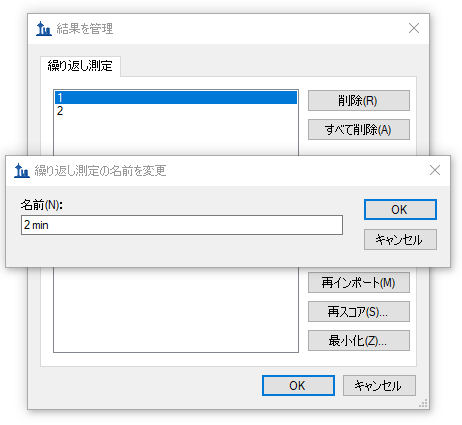 結果を管理
繰り返し測定
1
2
削除(R)
すべて削除(A)
繰り返し測定の名前を変更
名前(N):
2 min
OK
キャンセル
再インポート(M)
再スコア(S)...
最小化(Z)...
OK
キャンセル